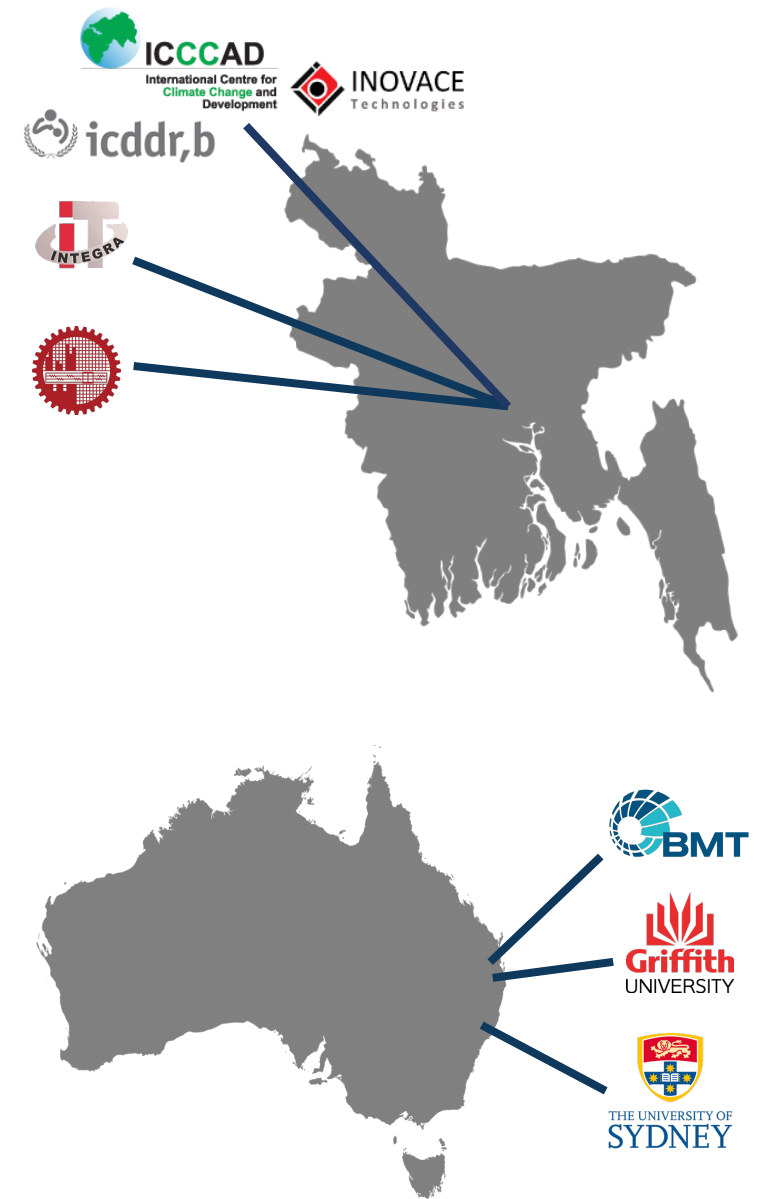 ICCCAD
International Centre for
Climate Change and
Development
INOVACE
Technologies
icddr,b
iT
INTEGRA
BMT
Griffith
UNIVERSITY
THE UNIVERSITY OF
SYDNEY